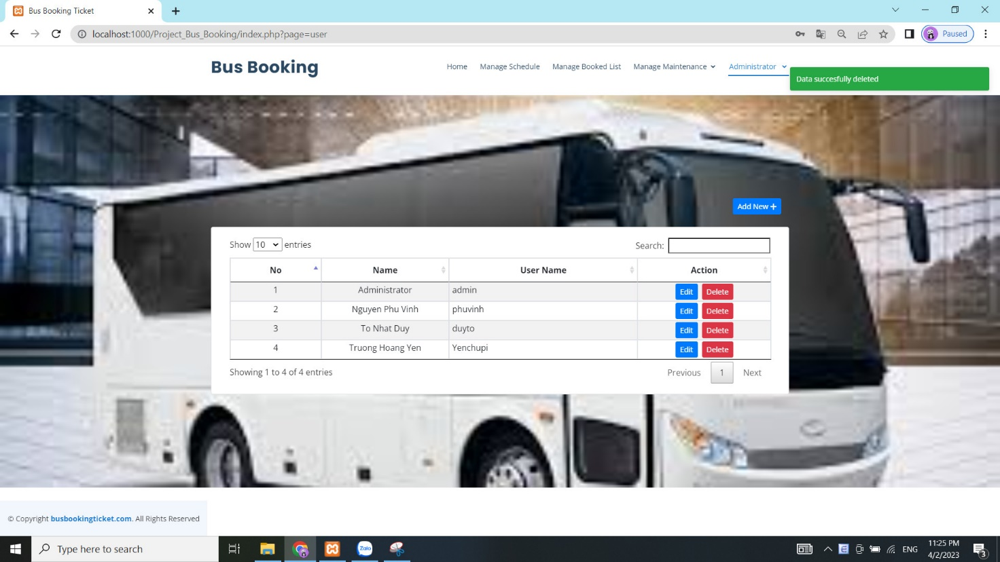 Bus Booking Ticket
localhost:1000/Project_Bus_Booking/index.php?page=user
Paused
Bus Booking
Home Manage Schedule Manage Booked List Manage Maintenance Administrator
Data succesfully deleted
Add New +
Show 10 entries Search:
No Name User Name Action
1 Administrator admin Edit Delete
2 Nguyen Phu Vinh phuvinh Edit Delete
3 To Nhat Duy duyto Edit Delete
4 Truong Hoang Yen Yenchupi Edit Delete
Showing 1 to 4 of 4 entries Previous 1 Next
© Copyright busbookingticket.com. All Rights Reserved
Type here to search
Zalo
ENG
11:25 PM
4/2/2023
3